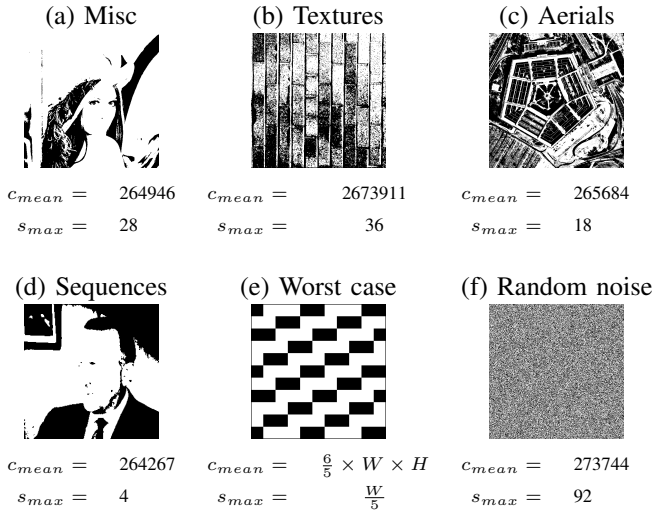 (a) Misc
(b) Textures
(c) Aerials
c_mean = 264946
c_mean = 2673911
c_mean = 265684
s_max = 28
s_max = 36
s_max = 18
(d) Sequences
(e) Worst case
(f) Random noise
c_mean = 264267
c_mean = 6/5 × W × H
c_mean = 273744
s_max = 4
s_max = W/5
s_max = 92